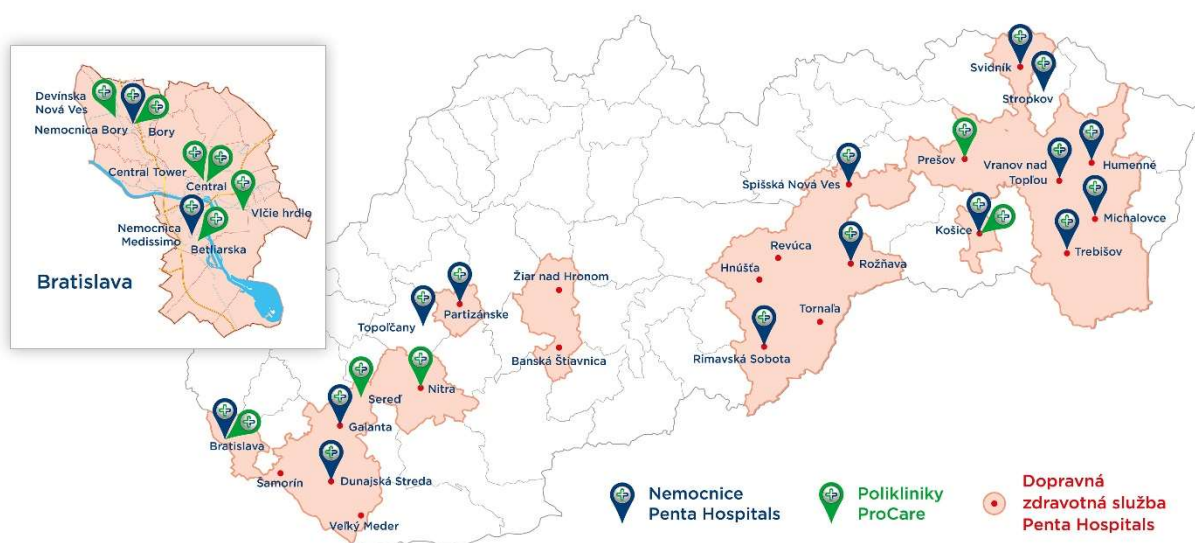 Devínska
Nová Ves
Nemocnica Bory
Bory
Central Tower
Central
Vlčie hrdlo
Nemocnica
Medissimo
Betliarska
Bratislava
Svidník
Stropkov
Prešov
Vranov nad
Topľou
Humenné
Spišská Nová Ves
Košice
Michalovce
Trebišov
Revúca
Rožňava
Hnúšťa
Tornaľa
Rimavská Sobota
Žiar nad Hronom
Banská Štiavnica
Partizánske
Topoľčany
Nitra
Sereď
Galanta
Bratislava
Šamorín
Dunajská Streda
Veľký Meder
Nemocnice
Penta Hospitals
Polikliniky
ProCare
Dopravná
zdravotná služba
Penta Hospitals